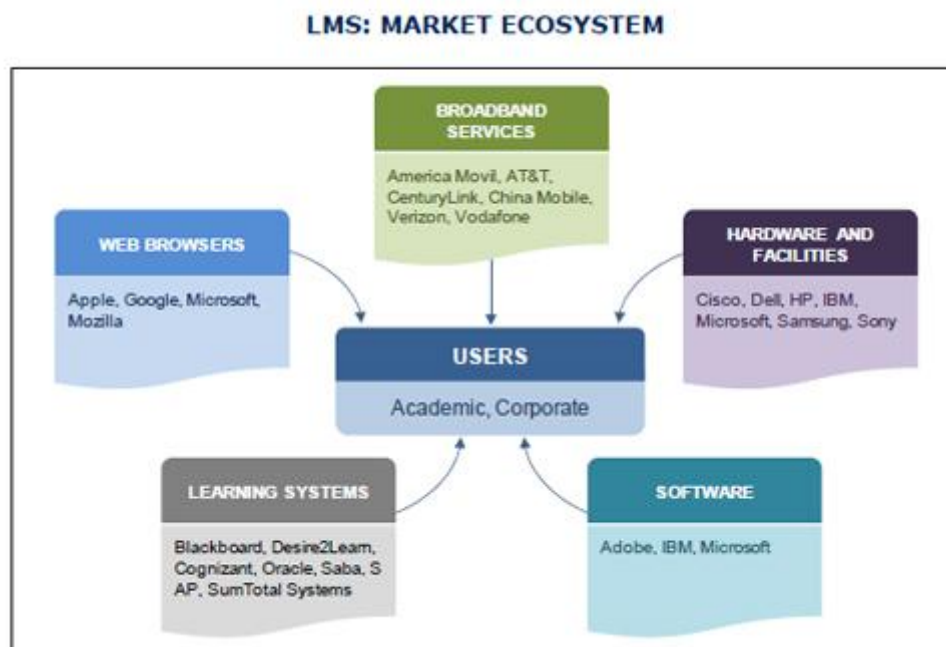 LMS: MARKET ECOSYSTEM
BROADBAND
SERVICES
America Movil, AT&T,
CenturyLink, China Mobile,
Verizon, Vodafone
WEB BROWSERS
Apple, Google, Microsoft,
Mozilla
HARDWARE AND
FACILITIES
Cisco, Dell, HP, IBM,
Microsoft, Samsung, Sony
USERS
Academic, Corporate
LEARNING SYSTEMS
Blackboard, Desire2Learn,
Cognizant, Oracle, Saba, S
AP, SumTotal Systems
SOFTWARE
Adobe, IBM, Microsoft